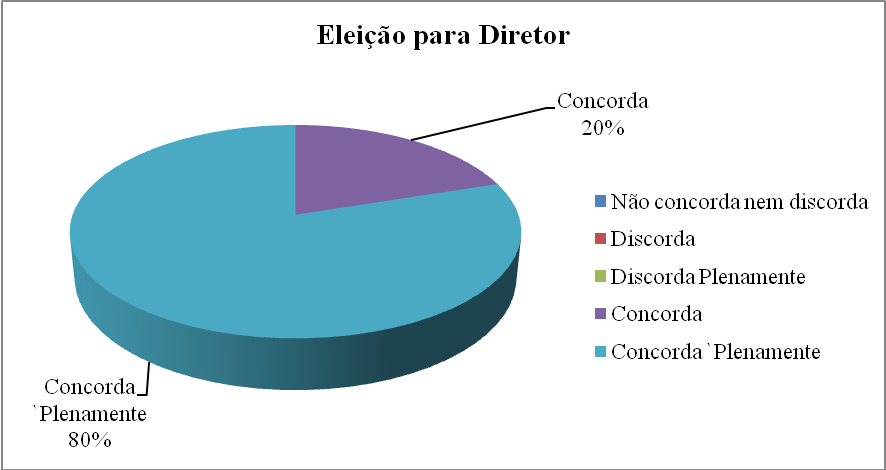 Eleição para Diretor
Concorda
20%
Não concorda nem discorda
Discorda
Discorda Plenamente
Concorda
Concorda `Plenamente
Concorda
`Plenamente
80%